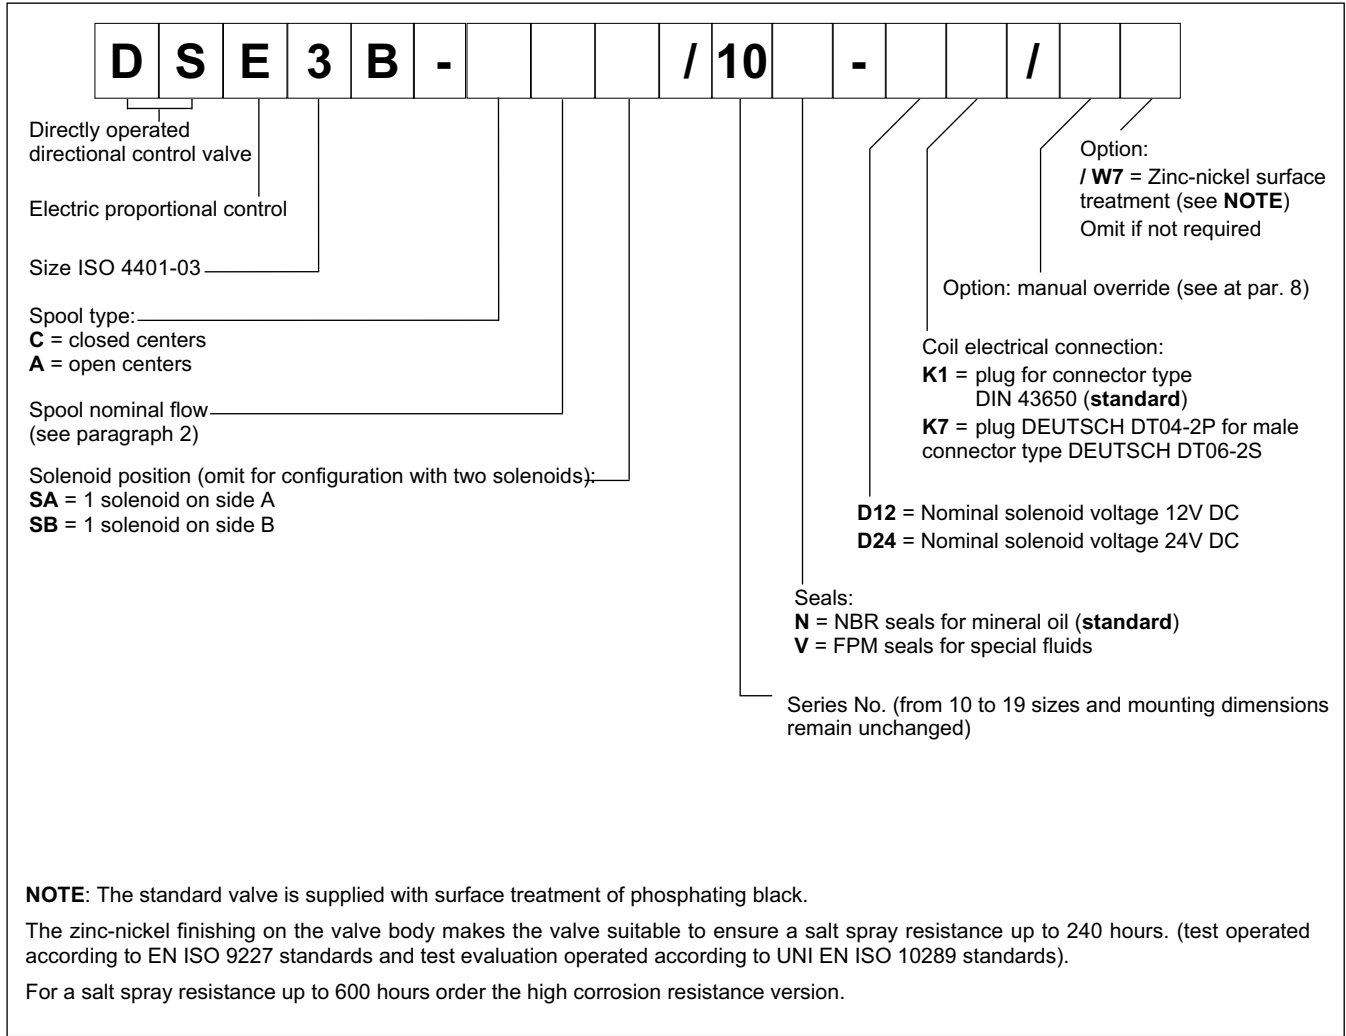 D S E 3 B - / 10 - /
Directly operated
directional control valve
Electric proportional control
Size ISO 4401-03
Spool type:
C = closed centers
A = open centers
Spool nominal flow
(see paragraph 2)
Solenoid position (omit for configuration with two solenoids):
SA = 1 solenoid on side A
SB = 1 solenoid on side B
Option:
/ W7 = Zinc-nickel surface
treatment (see NOTE)
Omit if not required
Option: manual override (see at par. 8)
Coil electrical connection:
K1 = plug for connector type
DIN 43650 (standard)
K7 = plug DEUTSCH DT04-2P for male
connector type DEUTSCH DT06-2S
D12 = Nominal solenoid voltage 12V DC
D24 = Nominal solenoid voltage 24V DC
Seals:
N = NBR seals for mineral oil (standard)
V = FPM seals for special fluids
Series No. (from 10 to 19 sizes and mounting dimensions
remain unchanged)
NOTE: The standard valve is supplied with surface treatment of phosphating black.
The zinc-nickel finishing on the valve body makes the valve suitable to ensure a salt spray resistance up to 240 hours. (test operated
according to EN ISO 9227 standards and test evaluation operated according to UNI EN ISO 10289 standards).
For a salt spray resistance up to 600 hours order the high corrosion resistance version.